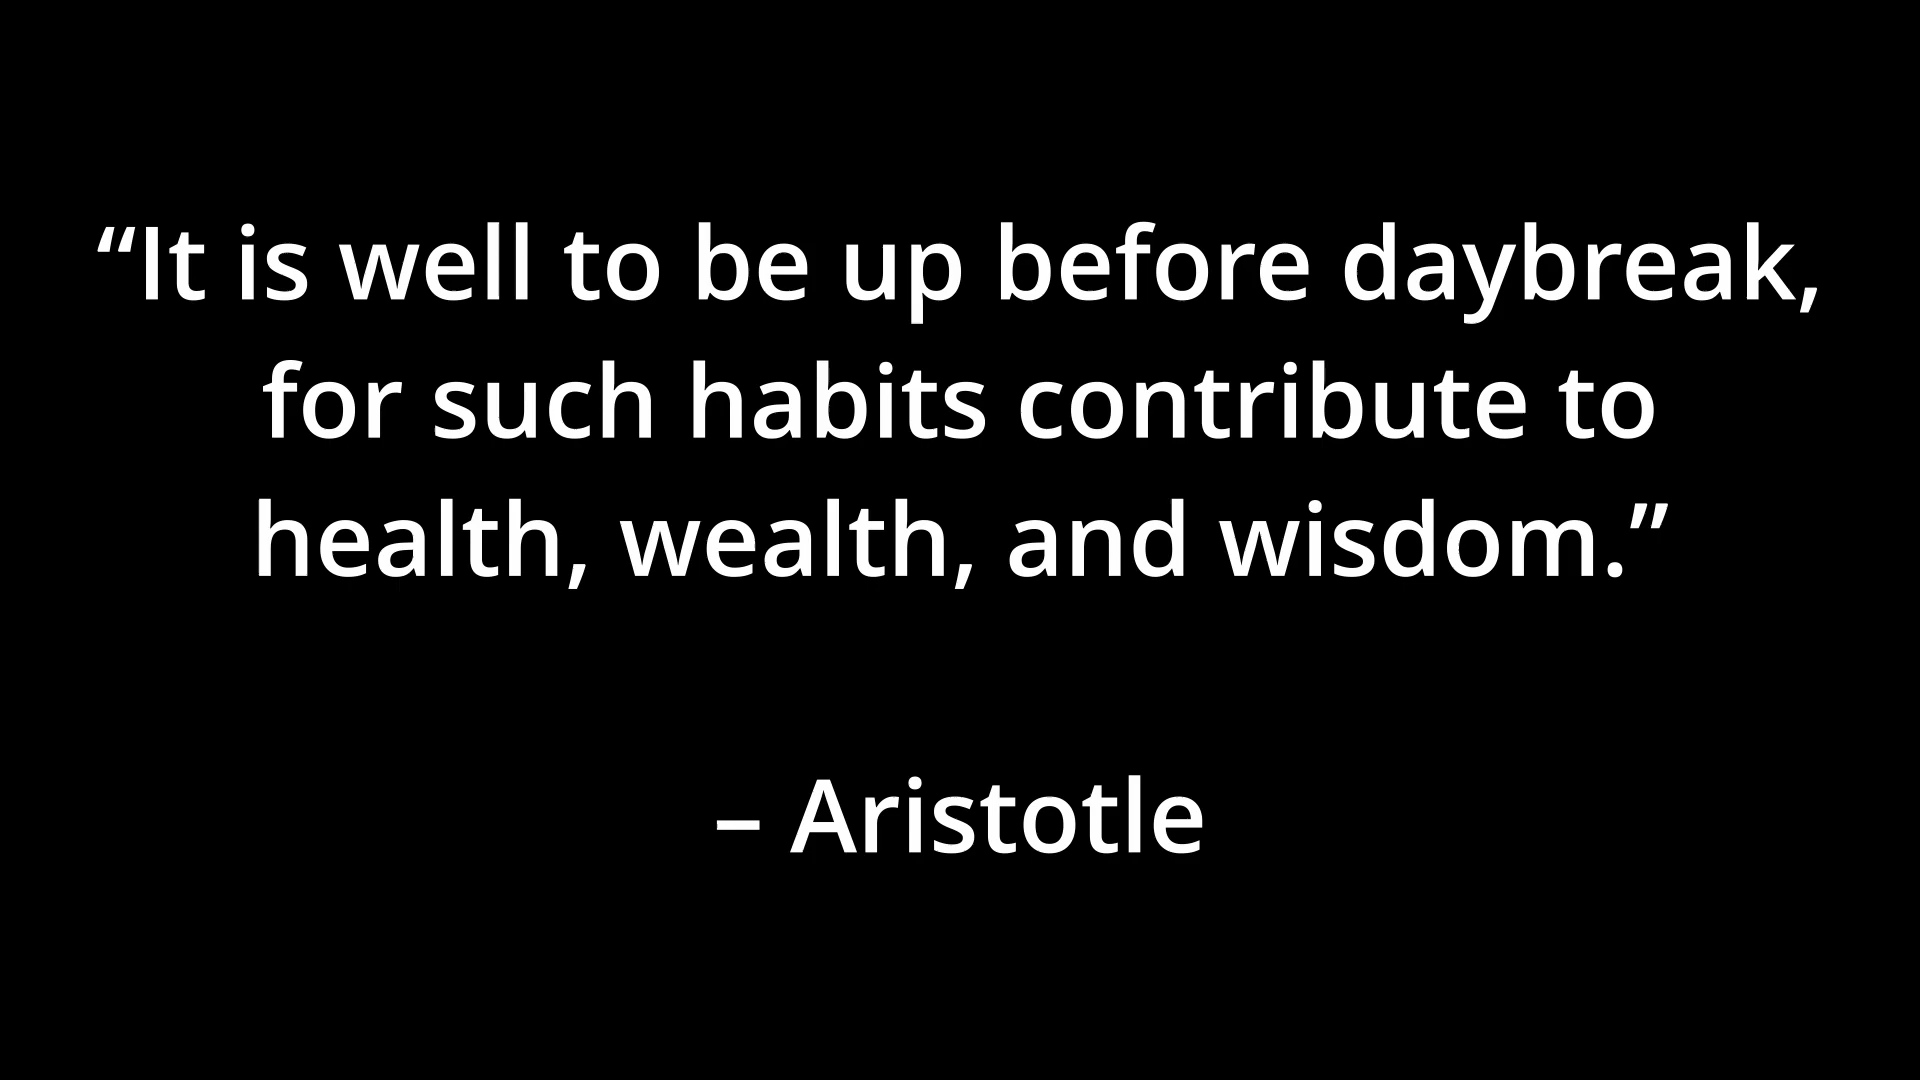 “It is well to be up before daybreak,
for such habits contribute to
health, wealth, and wisdom.”
– Aristotle